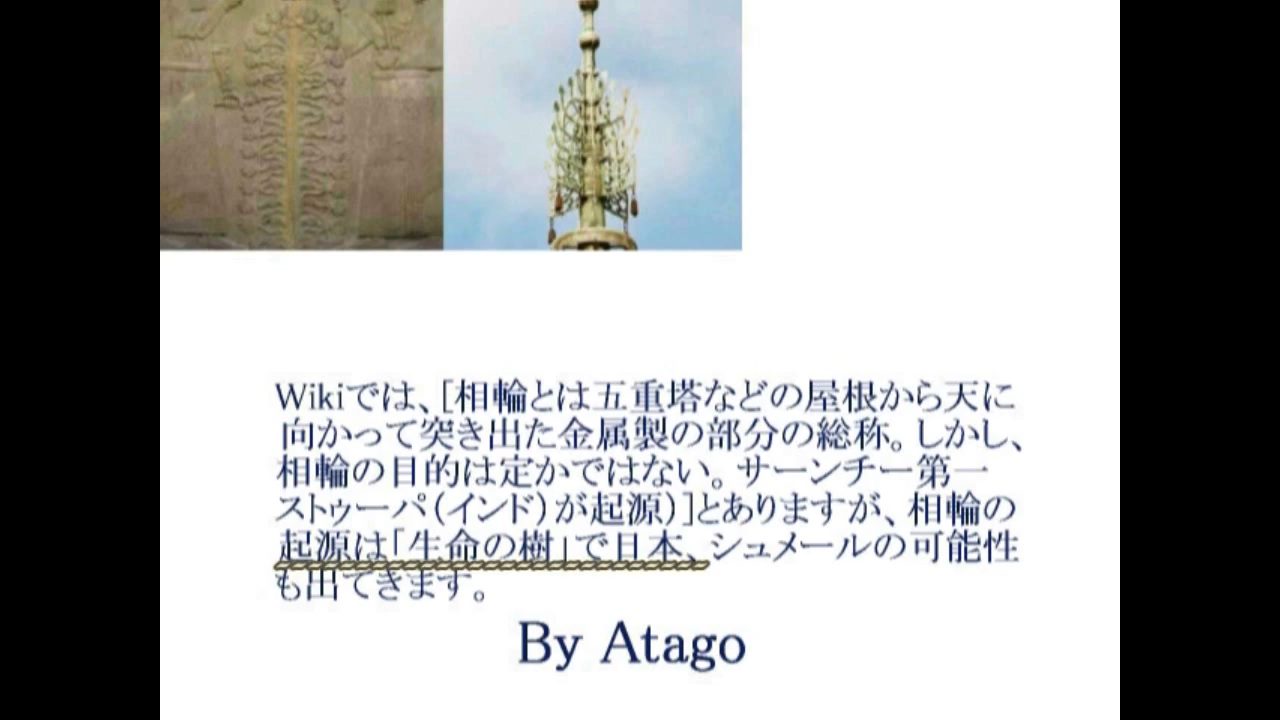 Wikiでは、[相輪とは五重塔などの屋根から天に
向かって突き出た金属製の部分の総称。しかし、
相輪の目的は定かではない。サーンチー第一
ストゥーパ(インド)が起源)]とありますが、相輪の
起源は「生命の樹」で日本、シュメールの可能性
も出てきます。
By Atago